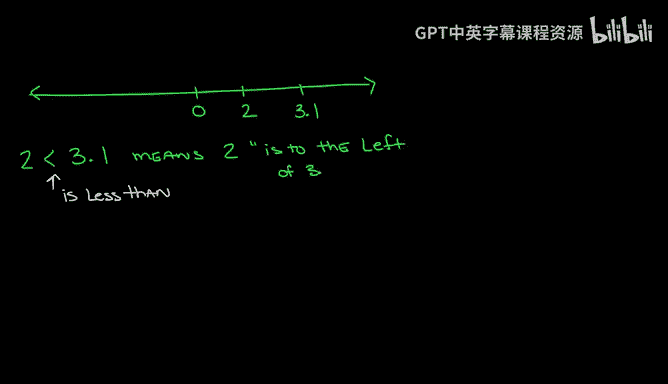 GPT中英字幕课程资源 bilibili
0 2 3.1
2 < 3.1 MEANS 2 " is to the Left
of 3
↑
is Less THAN